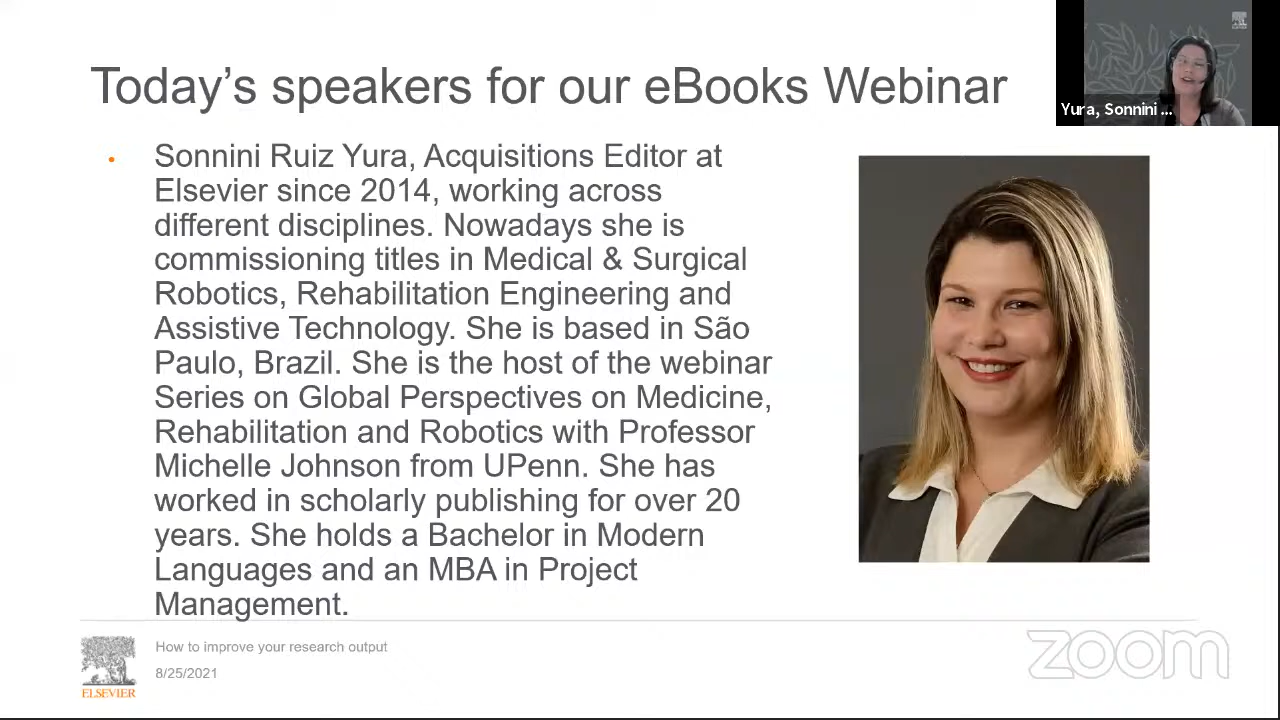 Today's speakers for our eBooks Webinar
Yura, Sonnini ...
• Sonnini Ruiz Yura, Acquisitions Editor at
Elsevier since 2014, working across
different disciplines. Nowadays she is
commissioning titles in Medical & Surgical
Robotics, Rehabilitation Engineering and
Assistive Technology. She is based in São
Paulo, Brazil. She is the host of the webinar
Series on Global Perspectives on Medicine,
Rehabilitation and Robotics with Professor
Michelle Johnson from UPenn. She has
worked in scholarly publishing for over 20
years. She holds a Bachelor in Modern
Languages and an MBA in Project
Management.
How to improve your research output
8/25/2021
ELSEVIER
zoom